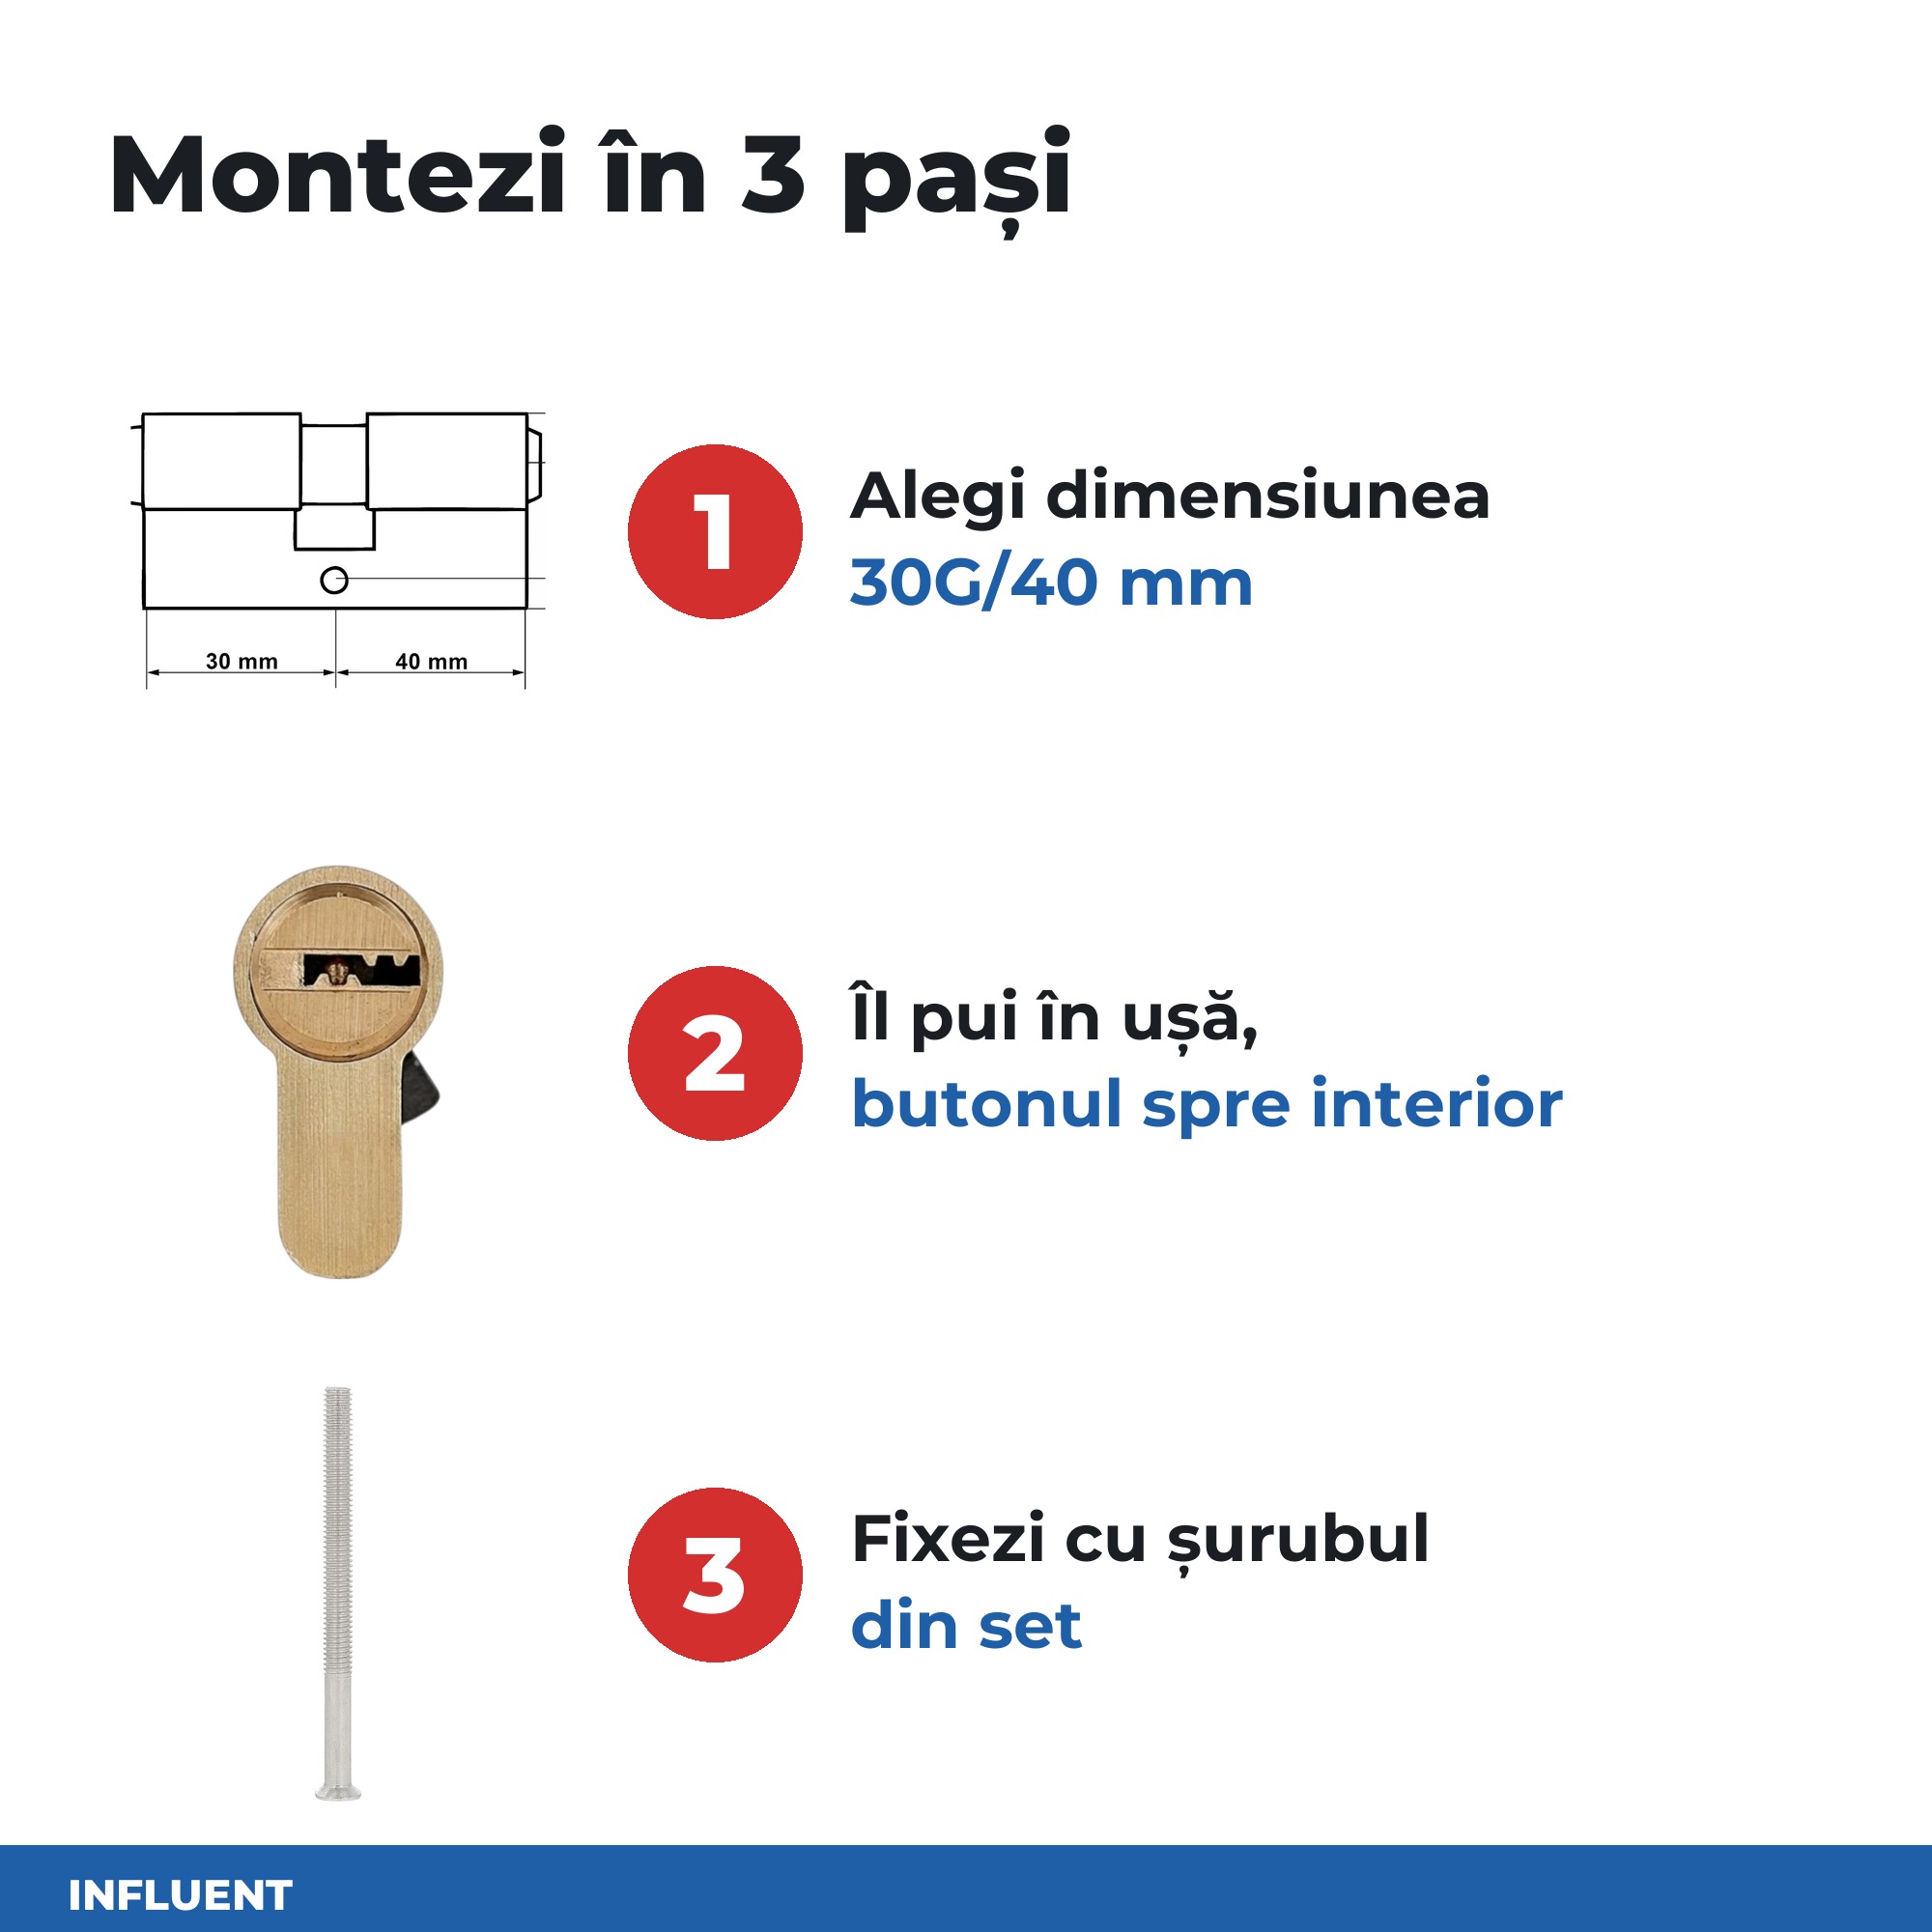 Montezi în 3 pași
30 mm
40 mm
1
Alegi dimensiunea
30G/40 mm
2
Îl pui în ușă,
butonul spre interior
3
Fixezi cu șurubul
din set
INFLUENT